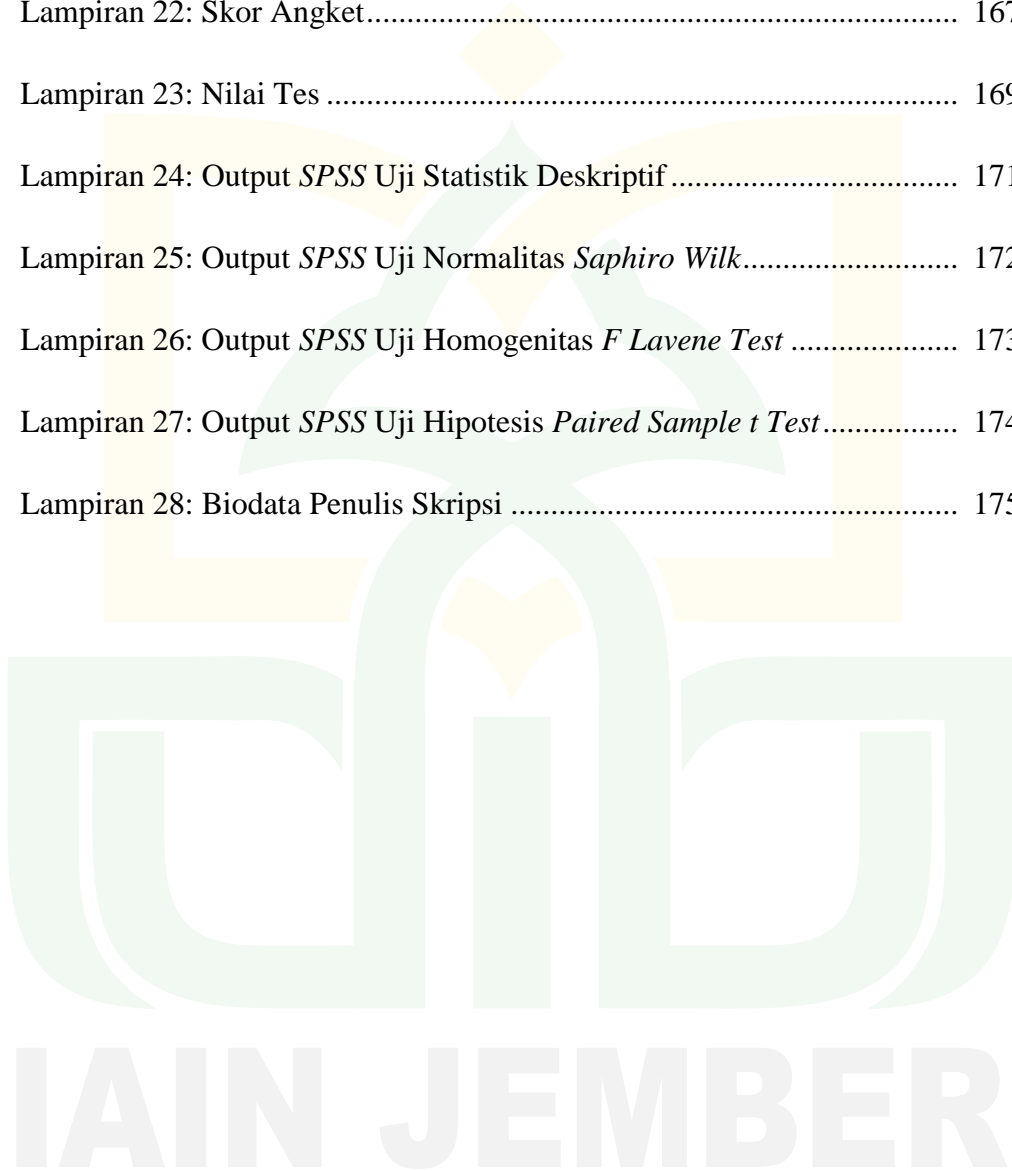 Lampiran 22: Skor Angket........................................................................... 167
Lampiran 23: Nilai Tes ................................................................................ 169
Lampiran 24: Output SPSS Uji Statistik Deskriptif.................................... 171
Lampiran 25: Output SPSS Uji Normalitas Saphiro Wilk........................... 172
Lampiran 26: Output SPSS Uji Homogenitas F Lavene Test ..................... 173
Lampiran 27: Output SPSS Uji Hipotesis Paired Sample t Test................. 174
Lampiran 28: Biodata Penulis Skripsi ......................................................... 175
IAIN JEMBER